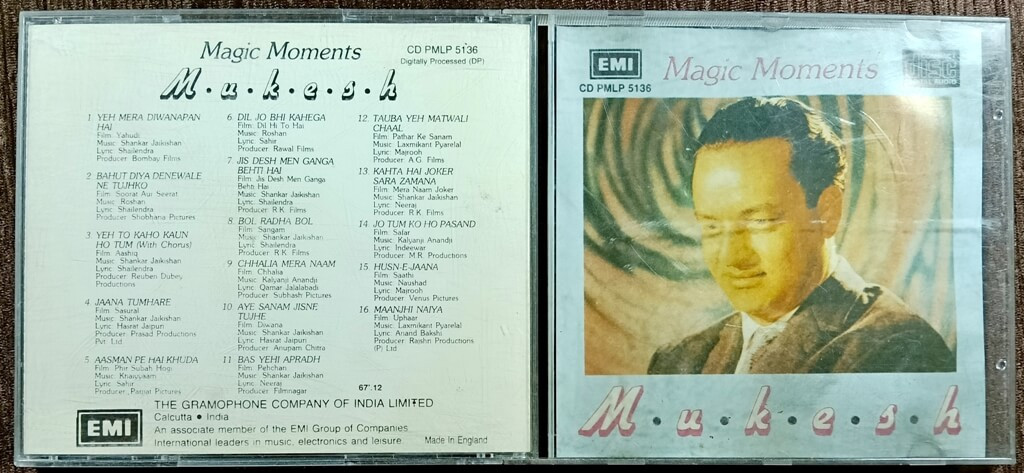 Magic Moments
CD PMLP 5136
Digitally Processed (DP)
M·u·k·e·s·h
1. YEH MERA DIWANAPAN
HAI
Film: Yahudi
Music: Shankar Jaikishan
Lyric: Shailendra
Producer: Bombay Films
2. BAHUT DIYA DENEWALE
NE TUJHKO
Film: Soorat Aur Seerat
Music: Roshan
Lyric: Shailendra
Producer: Shobhana Pictures
3. YEH TO KAHO KAUN
HO TUM (With Chorus)
Film: Aashiq
Music: Shankar Jaikishan
Lyric: Shailendra
Producer: Reuben Dubey
Productions
4. JAANA TUMHARE
Film: Sasural
Music: Shankar Jaikishan
Lyric: Hasrat Jaipuri
Producer: Prasad Productions
Pvt. Ltd.
5. AASMAN PE HAI KHUDA
Film: Phir Subah Hogi
Music: Khaiyyaam
Lyric: Sahir
Producer: Parijat Pictures
6. DIL JO BHI KAHEGA
Film: Dil Hi To Hai
Music: Roshan
Lyric: Sahir
Producer: Rawal Films
7. JIS DESH MEN GANGA
BEHTI HAI
Film: Jis Desh Men Ganga
Behti Hai
Music: Shankar Jaikishan
Lyric: Shailendra
Producer: R.K. Films
8. BOL RADHA BOL
Film: Sangam
Music: Shankar Jaikishan
Lyric: Shailendra
Producer: R.K. Films
9. CHHALIA MERA NAAM
Film: Chhalia
Music: Kalyanji Anandji
Lyric: Qamar Jalalabadi
Producer: Subhash Pictures
10. AYE SANAM JISNE
TUJHE
Film: Diwana
Music: Shankar Jaikishan
Lyric: Hasrat Jaipuri
Producer: Anupam Chitra
11. BAS YEHI APRADH
Film: Pehchan
Music: Shankar Jaikishan
Lyric: Neeraj
Producer: Filmnagar
12. TAUBA YEH MATWALI
CHAAL
Film: Pathar Ke Sanam
Music: Laxmikant Pyarelal
Lyric: Majrooh
Producer: A.G. Films
13. KAHTA HAI JOKER
SARA ZAMANA
Film: Mera Naam Joker
Music: Shankar Jaikishan
Lyric: Neeraj
Producer: R.K. Films
14. JO TUM KO HO PASAND
Film: Safar
Music: Kalyanji Anandji
Lyric: Indeewar
Producer: M.R. Productions
15. HUSN-E-JAANA
Film: Saathi
Music: Naushad
Lyric: Majrooh
Producer: Venus Pictures
16. MAANJHI NAIYA
Film: Uphaar
Music: Laxmikant Pyarelal
Lyric: Anand Bakshi
Producer: Rajshri Productions
(P) Ltd.
EMI
THE GRAMOPHONE COMPANY OF INDIA LIMITED
Calcutta • India
An associate member of the EMI Group of Companies
International leaders in music, electronics and leisure.
Made in England
EMI
Magic Moments
CD PMLP 5136
M·u·k·e·s·h